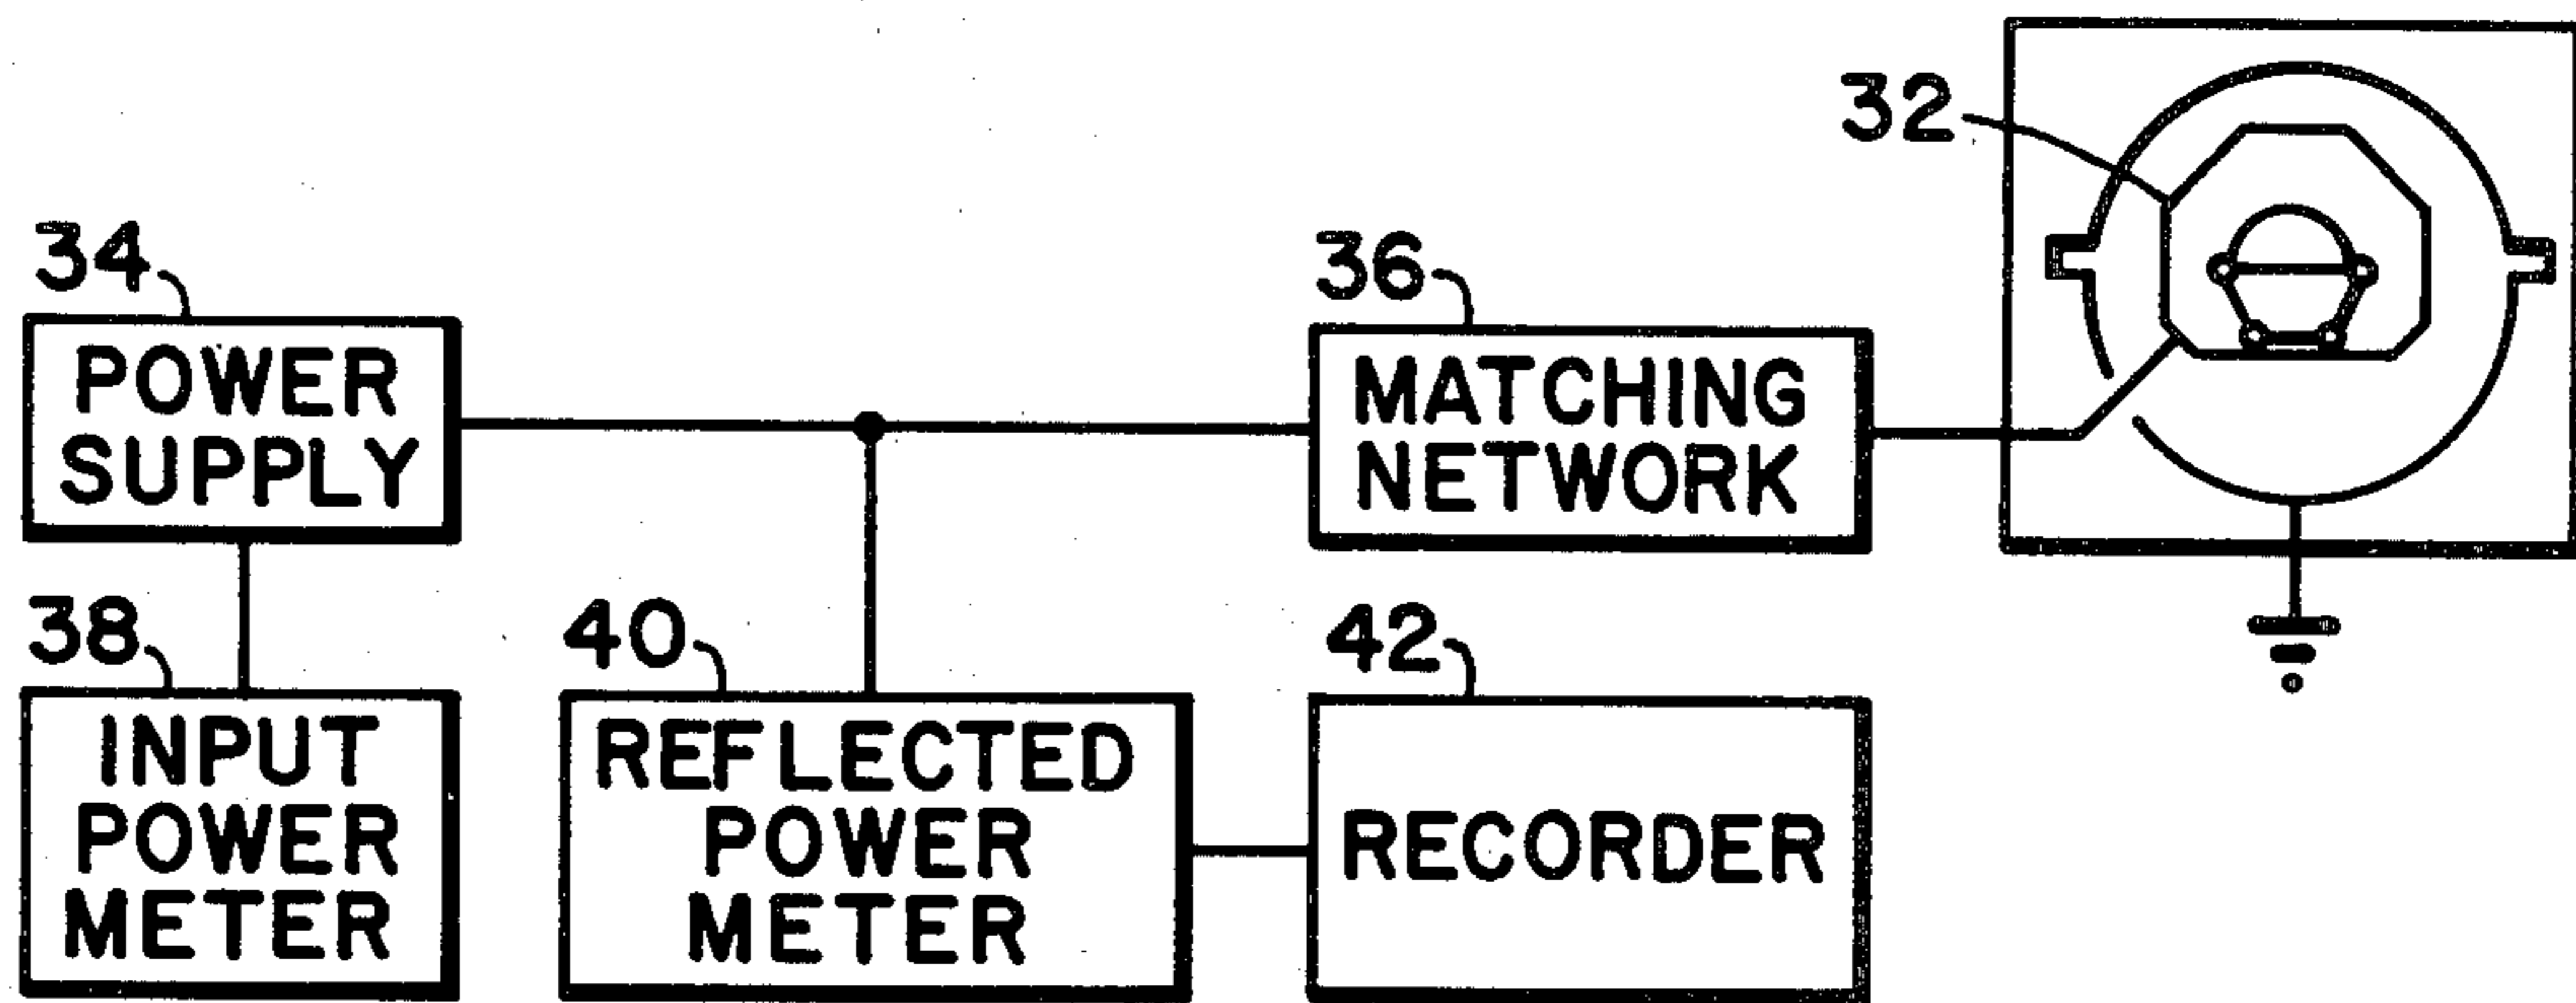 32
34
36
POWER
SUPPLY
MATCHING
NETWORK
38
40
42
INPUT
POWER
METER
REFLECTED
POWER
METER
RECORDER